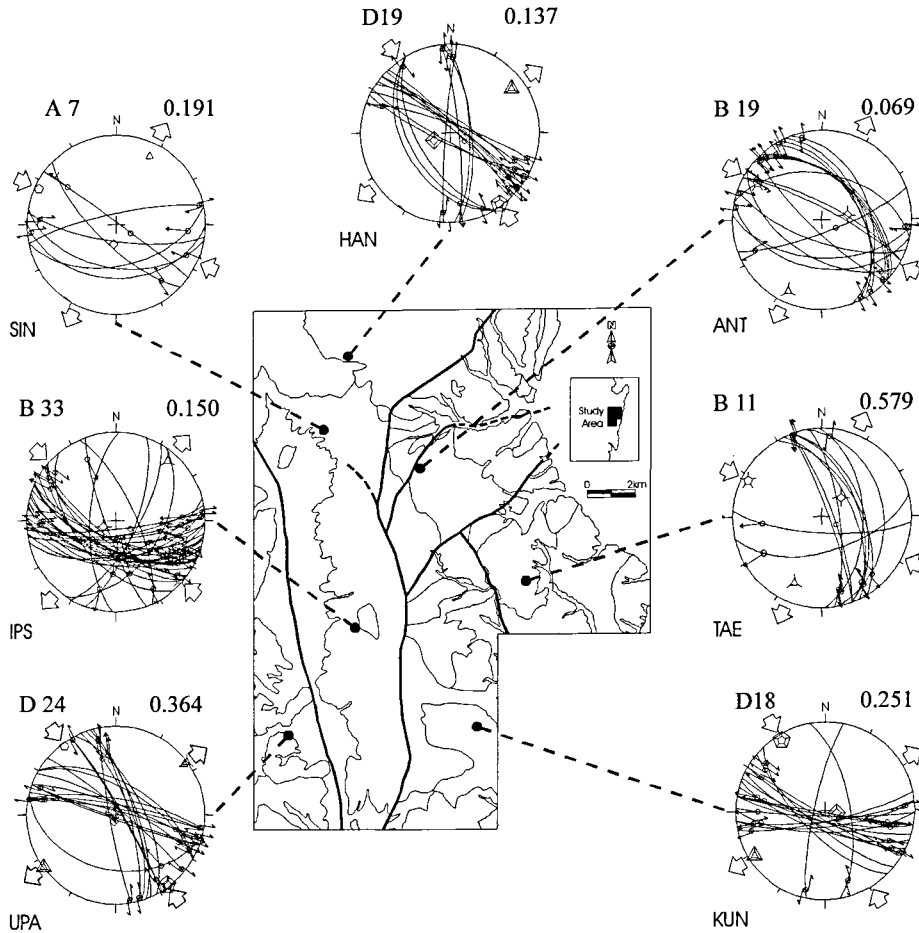 D19 0.137
N
HAN
A 7 0.191
N
SIN
B 19 0.069
N
ANT
B 33 0.150
N
IPS
N
Study
Area
0 2km
B 11 0.579
N
TAE
D 24 0.364
N
UPA
D18 0.251
N
KUN